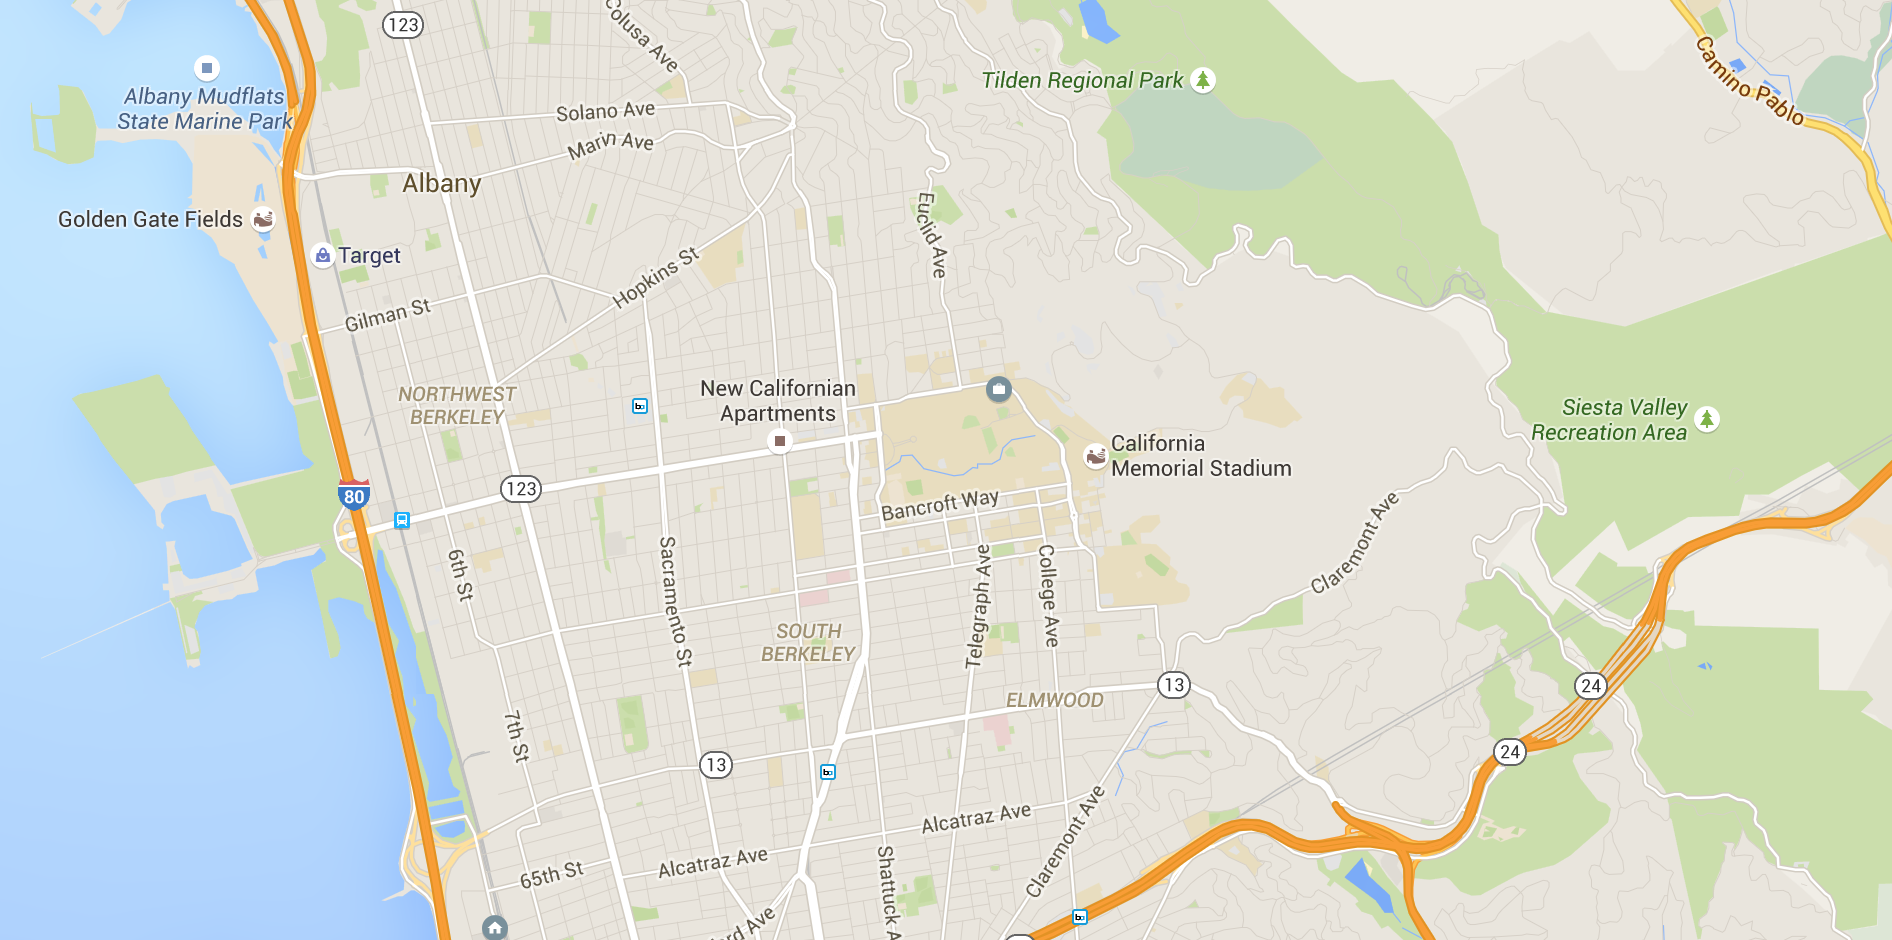 123
Colusa Ave
Camino Pablo
Tilden Regional Park
Albany Mudflats
State Marine Park
Solano Ave
Marin Ave
Albany
Euclid Ave
Golden Gate Fields
Target
Hopkins St
Gilman St
NORTHWEST
BERKELEY
New Californian
Apartments
Siesta Valley
Recreation Area
California
Memorial Stadium
80
123
Bancroft Way
Claremont Ave
6th St
Sacramento St
Telegraph Ave
College Ave
SOUTH
BERKELEY
13
24
ELMWOOD
7th St
13
24
Alcatraz Ave
Claremont Ave
Alcatraz Ave
65th St
Shattuck A
rd Ave